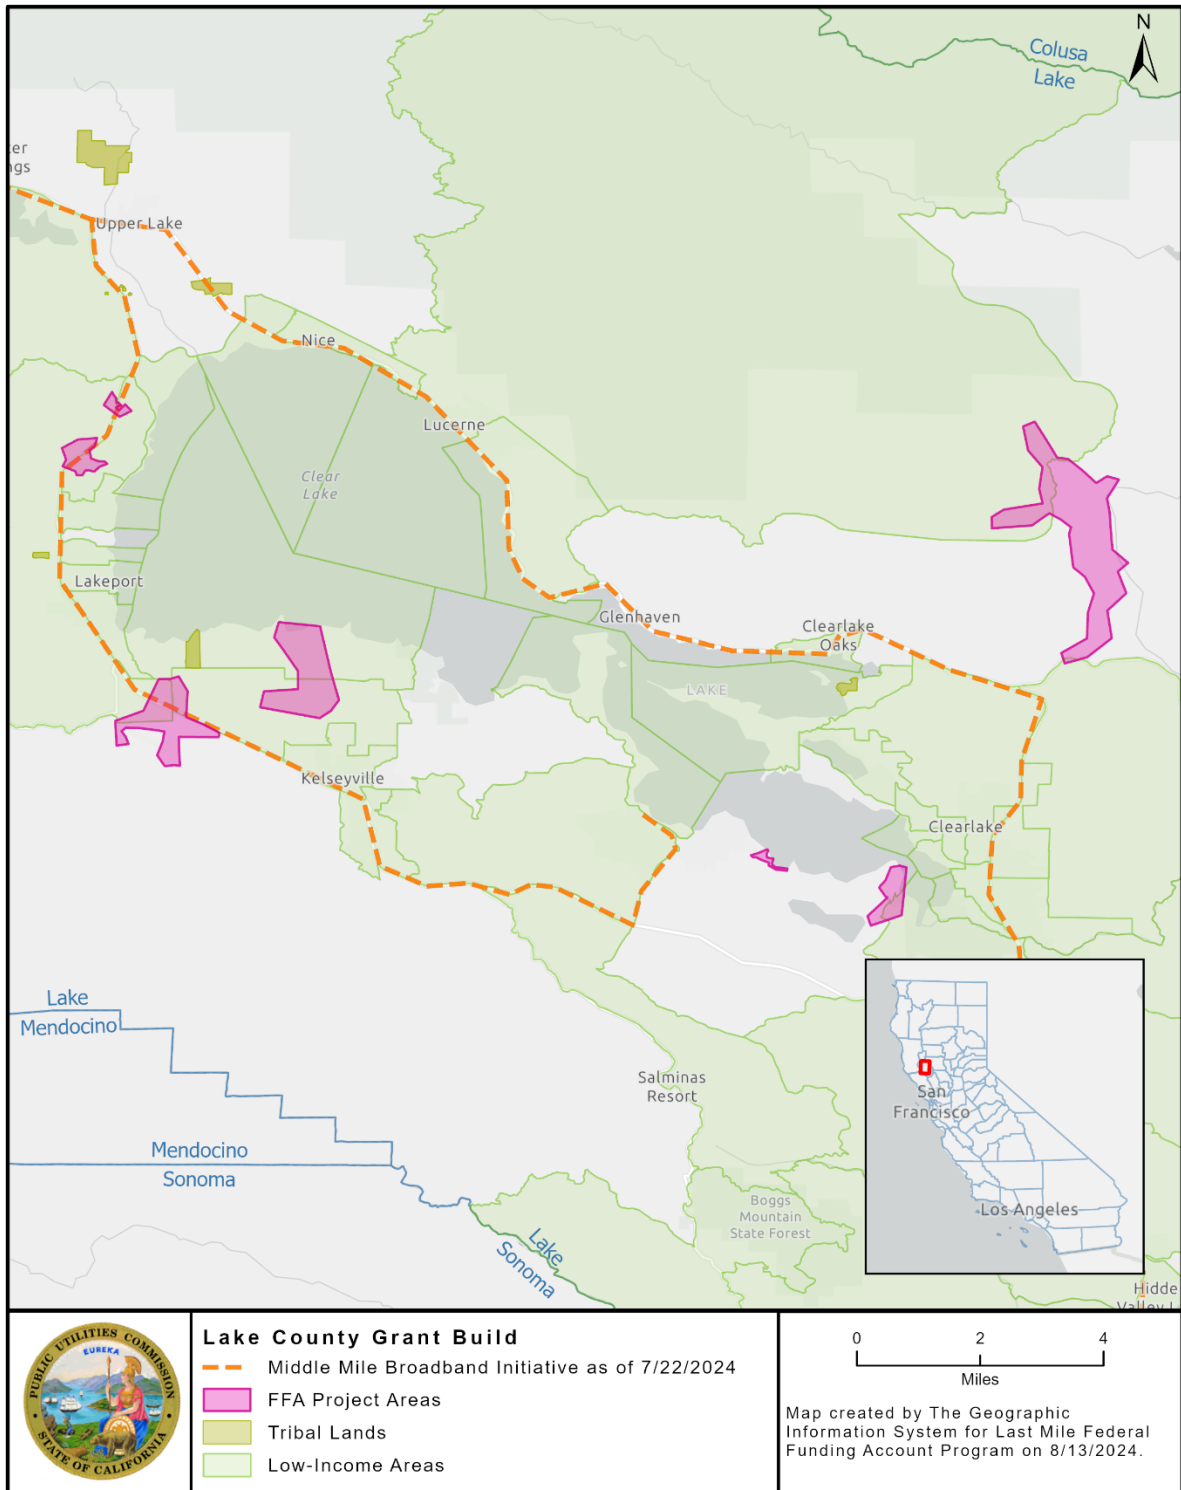 N
Colusa
Lake
Upper Lake
Nice
Lucerne
Clear
Lake
Lakeport
Glenhaven
Clearlake
Oaks
LAKE
Kelseyville
Clearlake
Lake
Mendocino
Salminas
Resort
Mendocino
Sonoma
Boggs
Mountain
State Forest
Lake
Sonoma
San
Francisco
Los Angeles
Hidde
Valley L
PUBLIC UTILITIES COMMISSION
EUREKA
STATE OF CALIFORNIA
Lake County Grant Build
Middle Mile Broadband Initiative as of 7/22/2024
FFA Project Areas
Tribal Lands
Low-Income Areas
0 2 4
Miles
Map created by The Geographic
Information System for Last Mile Federal
Funding Account Program on 8/13/2024.